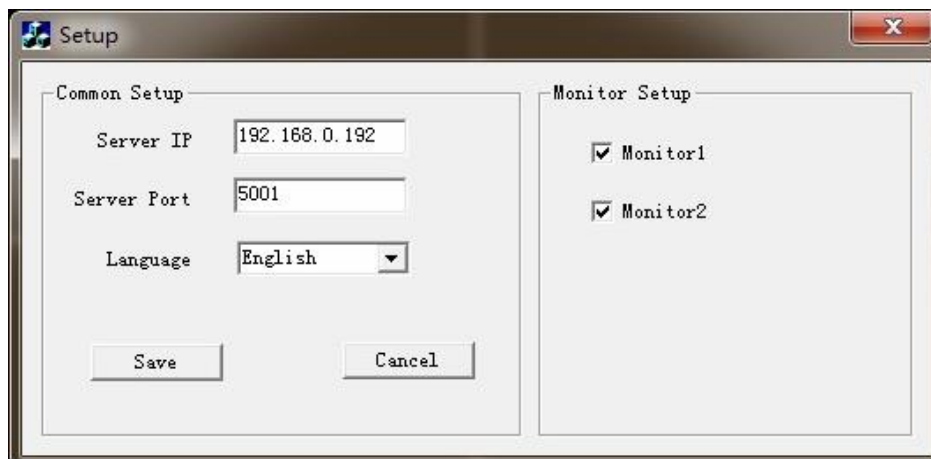 Setup
Common Setup
Server IP 192.168.0.192
Server Port 5001
Language English
Save Cancel
Monitor Setup
Monitor1
Monitor2